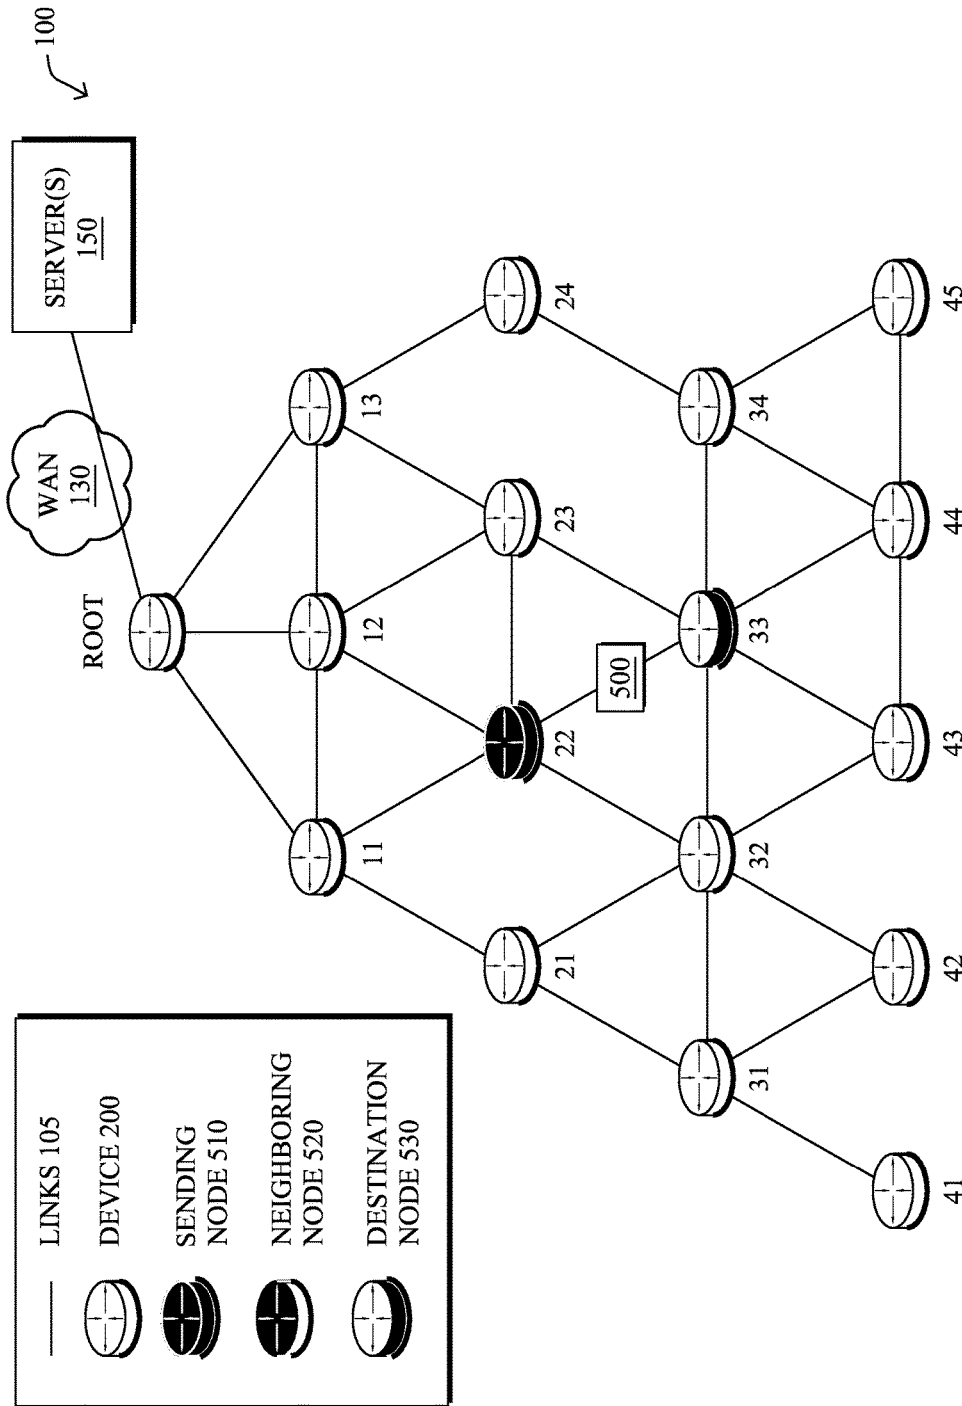 100
SERVER(S)
150
WAN
130
ROOT
11
12
13
21
22
23
24
500
31
32
33
34
41
42
43
44
45
LINKS 105
DEVICE 200
SENDING
NODE 510
NEIGHBORING
NODE 520
DESTINATION
NODE 530